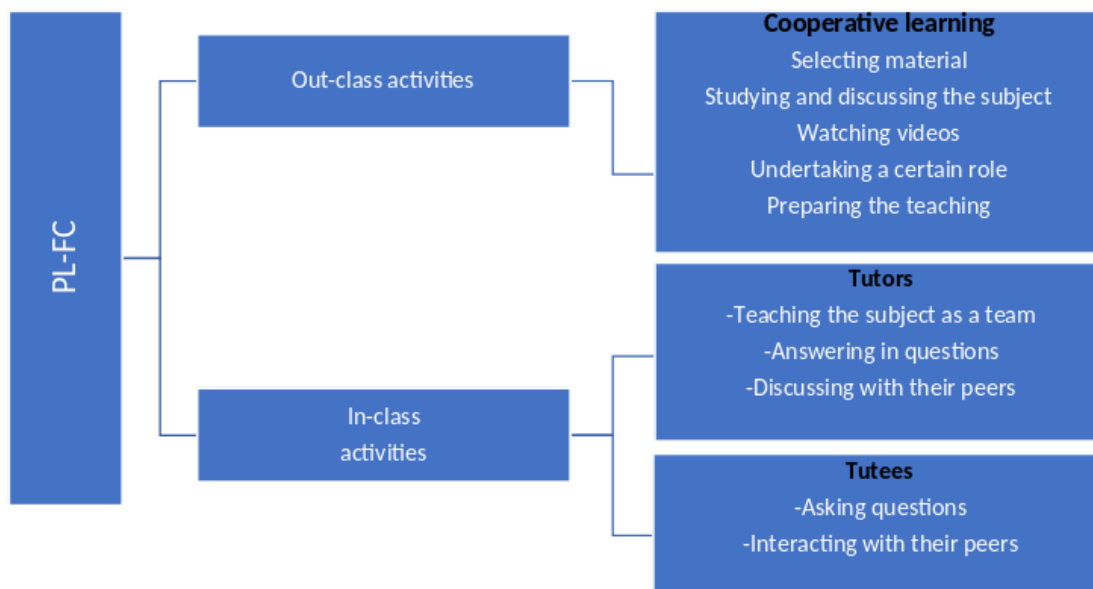 PL-FC
Out-class activities
Cooperative learning
Selecting material
Studying and discussing the subject
Watching videos
Undertaking a certain role
Preparing the teaching
In-class
activities
Tutors
-Teaching the subject as a team
-Answering in questions
-Discussing with their peers
Tutees
-Asking questions
-Interacting with their peers